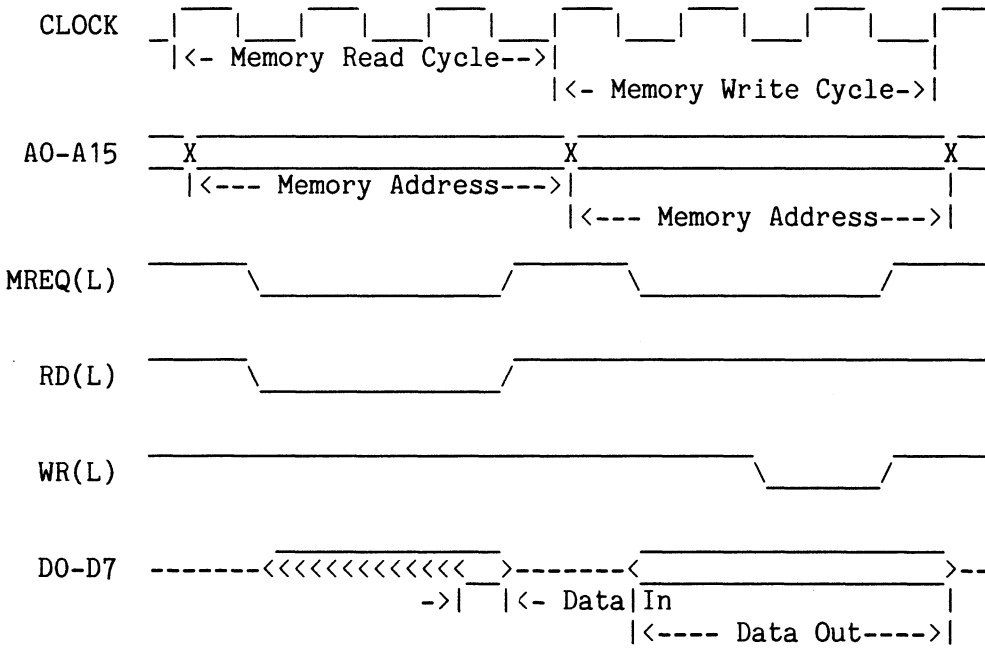 CLOCK
|<- Memory Read Cycle-->|
|<- Memory Write Cycle->|
A0-A15 X X X
|<--- Memory Address--->|
|<--- Memory Address--->|
MREQ(L)
RD(L)
WR(L)
D0-D7 -------<<<<<<<<<<<<< >-------< >--
->| |<- Data|In |
|<---- Data Out---->|